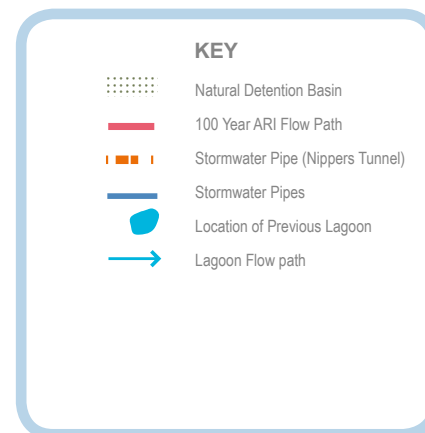 KEY
Natural Detention Basin
100 Year ARI Flow Path
Stormwater Pipe (Nippers Tunnel)
Stormwater Pipes
Location of Previous Lagoon
Lagoon Flow path